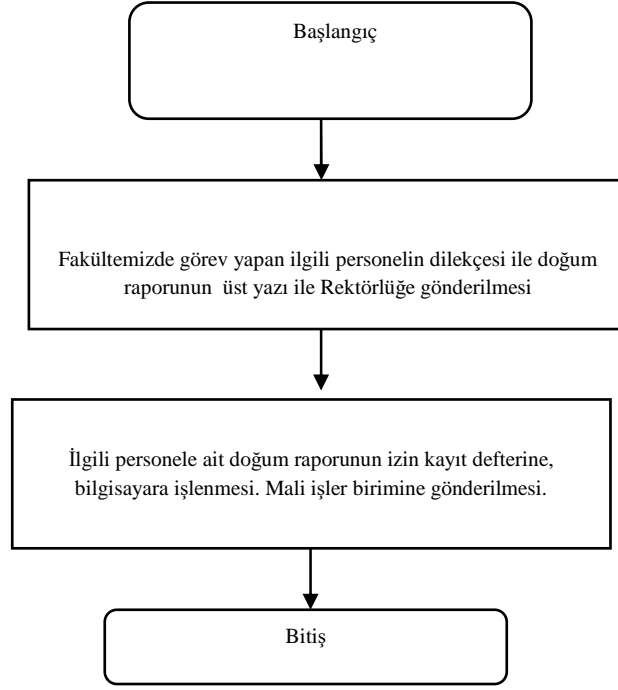 Başlangıç
Fakültemizde görev yapan ilgili personelin dilekçesi ile doğum
raporunun üst yazı ile Rektörlüğe gönderilmesi
İlgili personele ait doğum raporunun izin kayıt defterine,
bilgisayara işlenmesi. Mali işler birimine gönderilmesi.
Bitiş